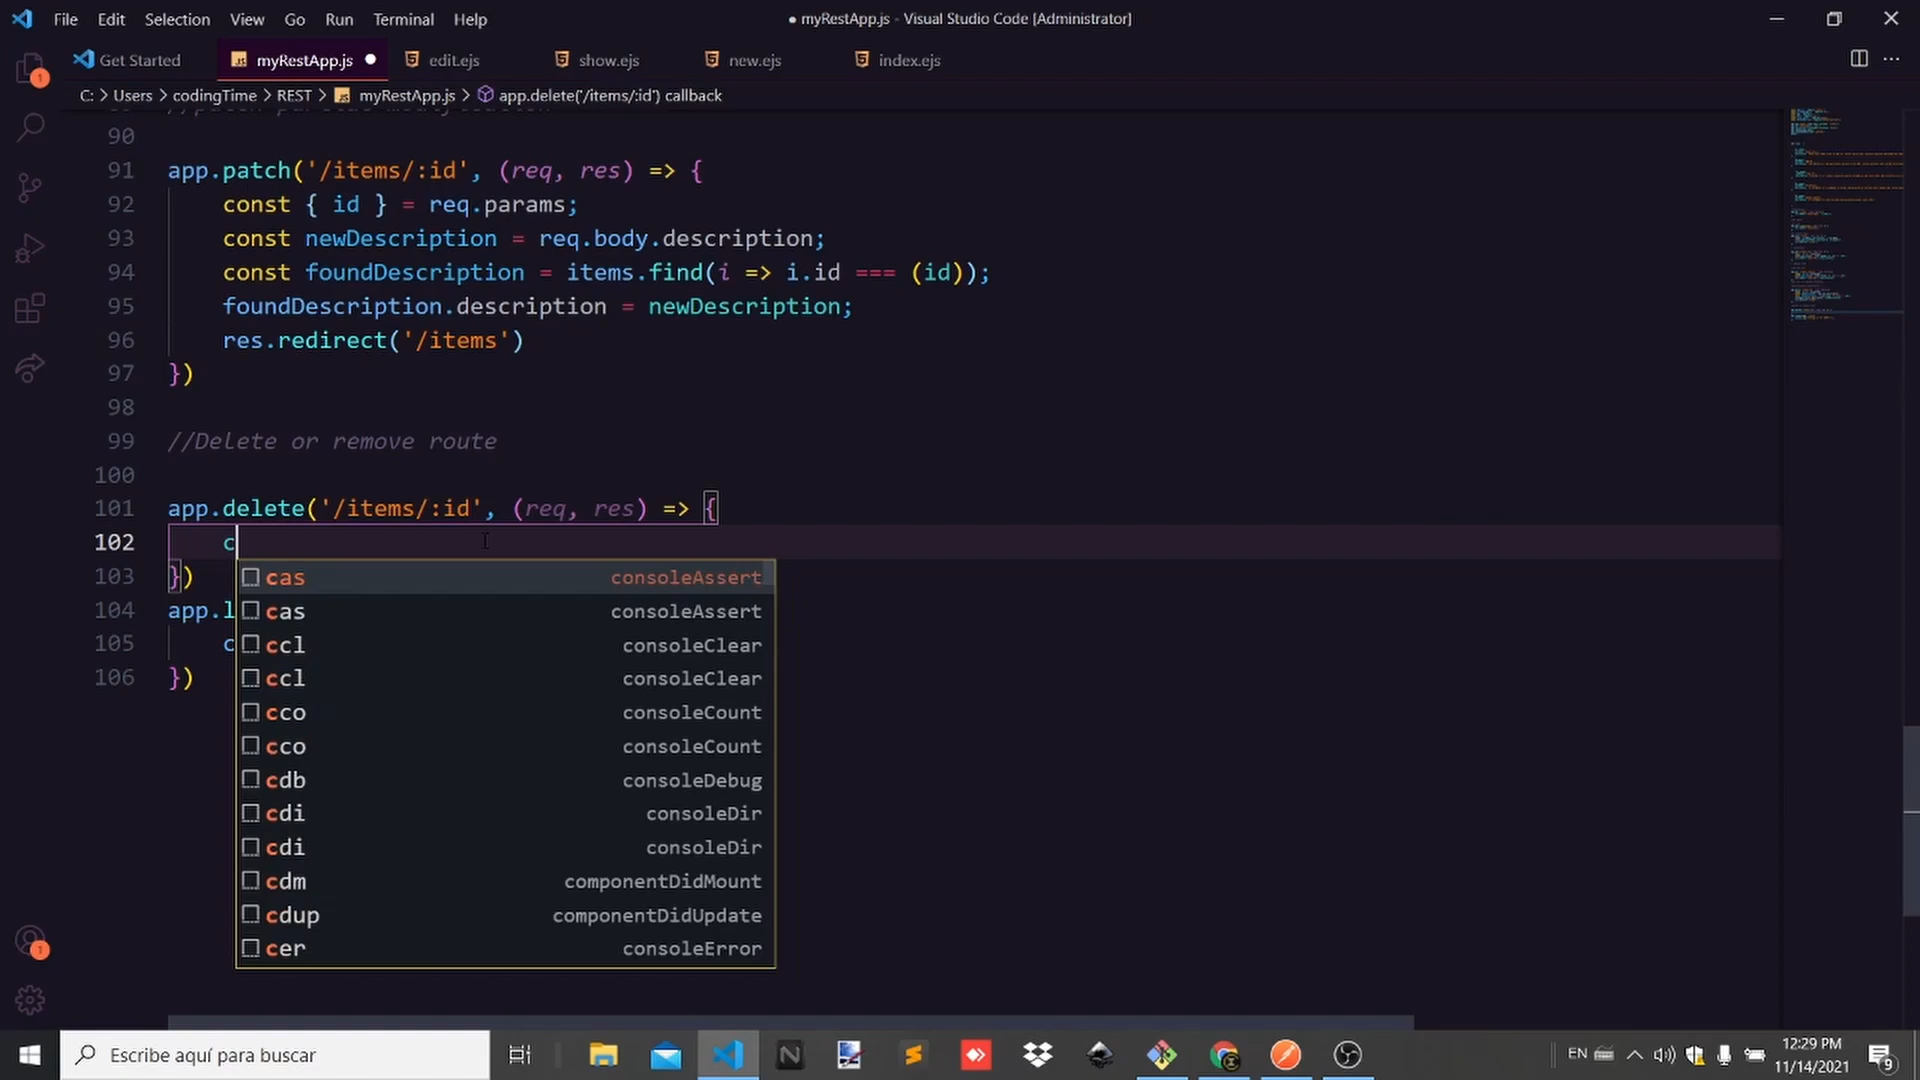 File Edit Selection View Go Run Terminal Help
● myRestApp.js - Visual Studio Code [Administrator]
Get Started
myRestApp.js
edit.ejs
show.ejs
new.ejs
index.ejs
C: > Users > codingTime > REST > myRestApp.js > app.delete('/items/:id') callback
90
91 app.patch('/items/:id', (req, res) => {
92 const { id } = req.params;
93 const newDescription = req.body.description;
94 const foundDescription = items.find(i => i.id === (id));
95 foundDescription.description = newDescription;
96 res.redirect('/items')
97 })
98
99 //Delete or remove route
100
101 app.delete('/items/:id', (req, res) => {
102 c
103 })
104 app.l
105 c
106 })
cas consoleAssert
cas consoleAssert
ccl consoleClear
ccl consoleClear
cco consoleCount
cco consoleCount
cdb consoleDebug
cdi consoleDir
cdi consoleDir
cdm componentDidMount
cdup componentDidUpdate
cer consoleError
1
1
Escribe aquí para buscar
EN
12:29 PM
11/14/2021
9